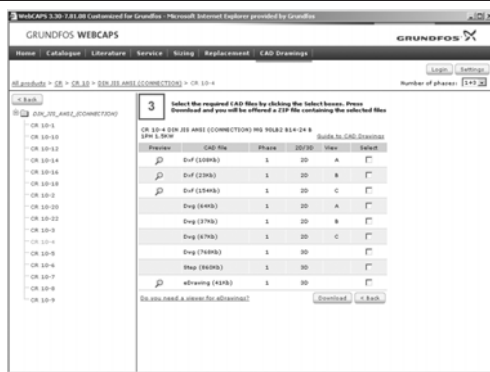 WebCAPS 3.30-7.01.08 Customized for Grundfos - Microsoft Internet Explorer provided by Grundfos
GRUNDFOS WEBCAPS
GRUNDFOS
Home Catalogue Literature Service Sizing Replacement CAD Drawings
Login Settings
All products > CR > CR 10 > DIN JIS ANSI (CONNECTION) > CR 10-4
Number of phases: 1+3
< Back
DIN_JIS_ANSI_(CONNECTION)
CR 10-1
CR 10-10
CR 10-12
CR 10-14
CR 10-16
CR 10-18
CR 10-2
CR 10-20
CR 10-22
CR 10-3
CR 10-4
CR 10-5
CR 10-6
CR 10-7
CR 10-8
CR 10-9
3
Select the required CAD files by clicking the Select boxes. Press
Download and you will be offered a ZIP file containing the selected files
CR 10-4 DIN JIS ANSI (CONNECTION) MG 90LB2 B14-24 B
1PH 1.5KW
Guide to CAD Drawings
Preview CAD file Phase 2D/3D View Select
Dxf (108Kb) 1 2D A
Dxf (23Kb) 1 2D B
Dxf (154Kb) 1 2D C
Dwg (64Kb) 1 2D A
Dwg (37Kb) 1 2D B
Dwg (67Kb) 1 2D C
Dwg (760Kb) 1 3D
Step (860Kb) 1 3D
eDrawing (41Kb) 1 3D
Do you need a viewer for eDrawings?
Download < Back